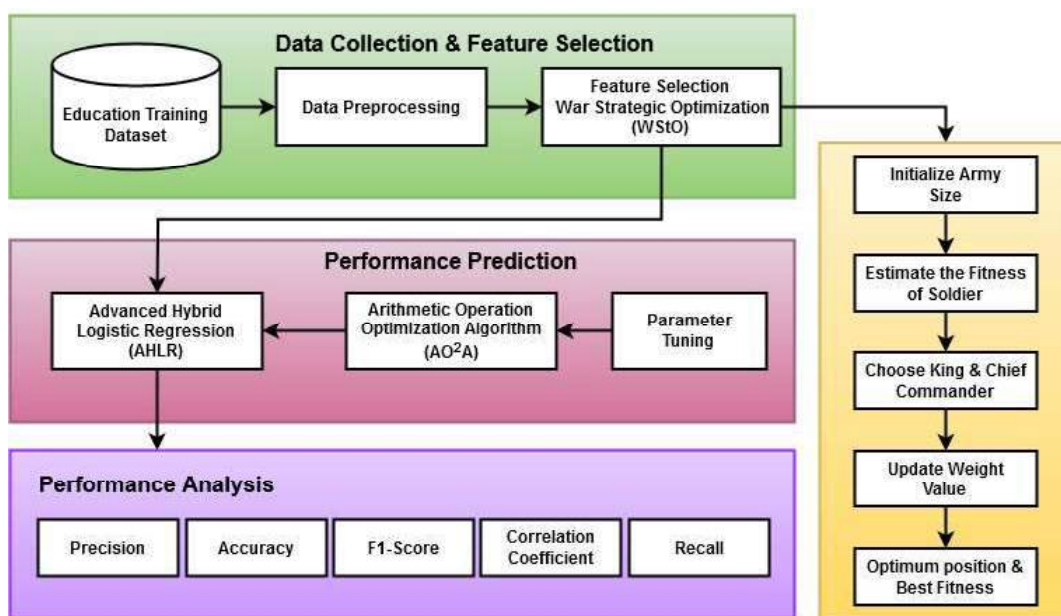 Data Collection & Feature Selection
Education Training
Dataset
Data Preprocessing
Feature Selection
War Strategic Optimization
(WStO)
Initialize Army
Size
Estimate the Fitness
of Soldier
Choose King & Chief
Commander
Update Weight
Value
Optimum position &
Best Fitness
Performance Prediction
Advanced Hybrid
Logistic Regression
(AHLR)
Arithmetic Operation
Optimization Algorithm
(AO²A)
Parameter
Tuning
Performance Analysis
Precision
Accuracy
F1-Score
Correlation
Coefficient
Recall